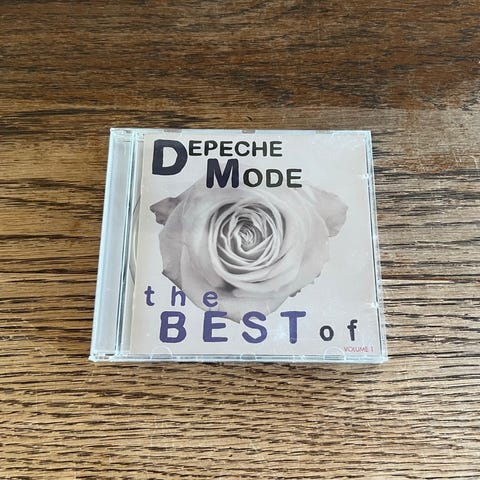 DEPECHE
MODE
the
BEST of
VOLUME 1